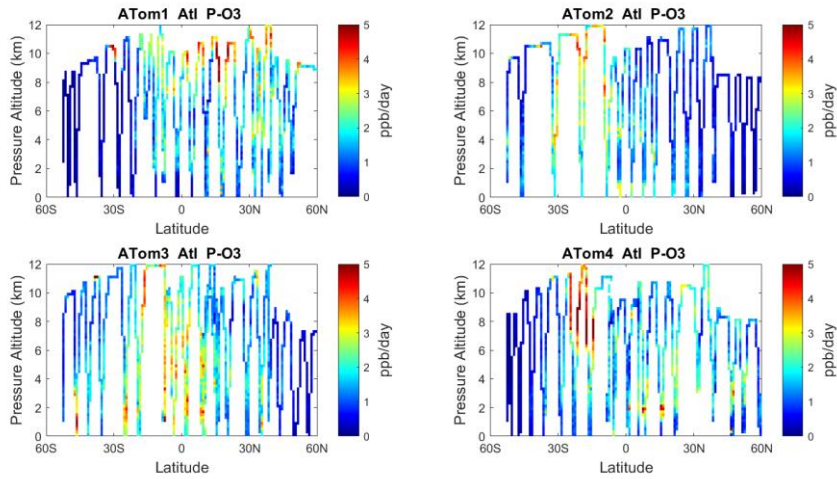 ATom1 Atl P-O3
12
10
8
6
4
2
0
Pressure Altitude (km)
60S 30S 0 30N 60N
Latitude
5
4
3
2
1
0
ppb/day
ATom2 Atl P-O3
12
10
8
6
4
2
0
Pressure Altitude (km)
60S 30S 0 30N 60N
Latitude
5
4
3
2
1
0
ppb/day
ATom3 Atl P-O3
12
10
8
6
4
2
0
Pressure Altitude (km)
60S 30S 0 30N 60N
Latitude
5
4
3
2
1
0
ppb/day
ATom4 Atl P-O3
12
10
8
6
4
2
0
Pressure Altitude (km)
60S 30S 0 30N 60N
Latitude
5
4
3
2
1
0
ppb/day